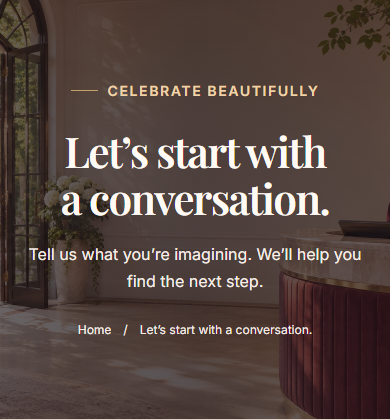 CELEBRATE BEAUTIFULLY
Let’s start with
a conversation.
Tell us what you’re imagining. We’ll help you
find the next step.
Home / Let’s start with a conversation.